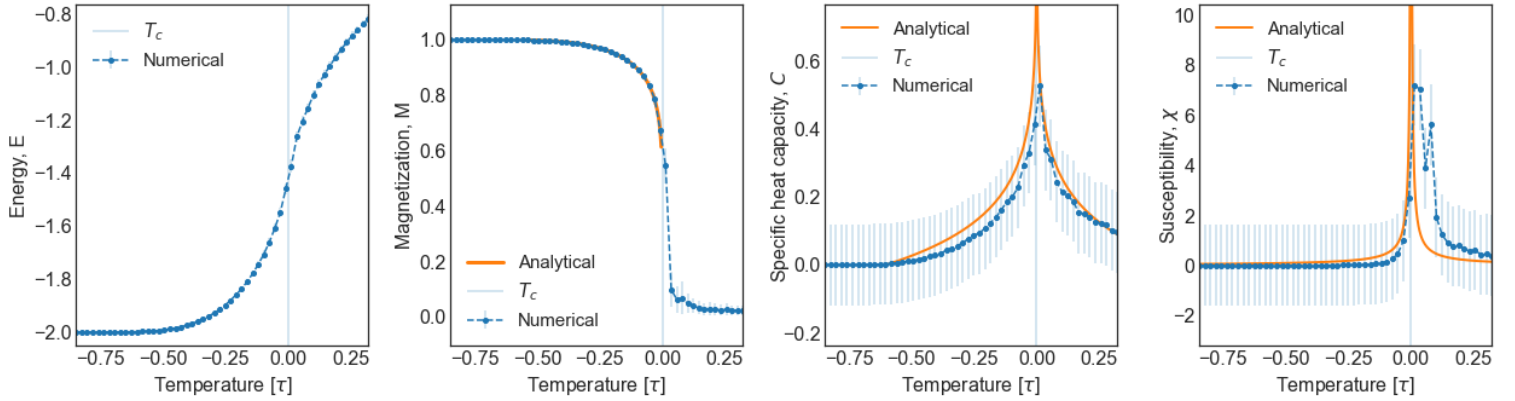 Energy, E
−0.8
−1.0
−1.2
−1.4
−1.6
−1.8
−2.0
T_c
Numerical
−0.75
−0.50
−0.25
0.00
0.25
Temperature [τ]
Magnetization, M
1.0
0.8
0.6
0.4
0.2
0.0
Analytical
T_c
Numerical
−0.75
−0.50
−0.25
0.00
0.25
Temperature [τ]
Specific heat capacity, C
0.6
0.4
0.2
0.0
−0.2
Analytical
T_c
Numerical
−0.75
−0.50
−0.25
0.00
0.25
Temperature [τ]
Susceptibility, χ
10
8
6
4
2
0
−2
Analytical
T_c
Numerical
−0.75
−0.50
−0.25
0.00
0.25
Temperature [τ]